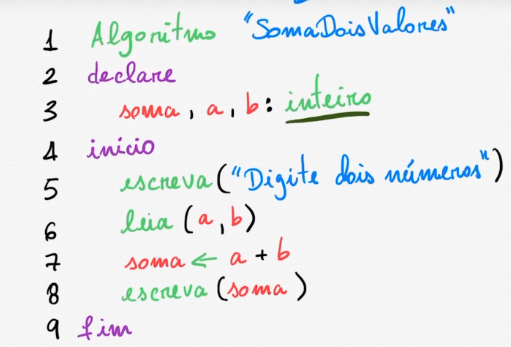 1 Algoritmo "SomaDoisValores"
2 declare
3 soma, a, b: inteiro
4 início
5 escreva("Digite dois números")
6 leia (a,b)
7 soma ← a + b
8 escreva (soma)
9 fim